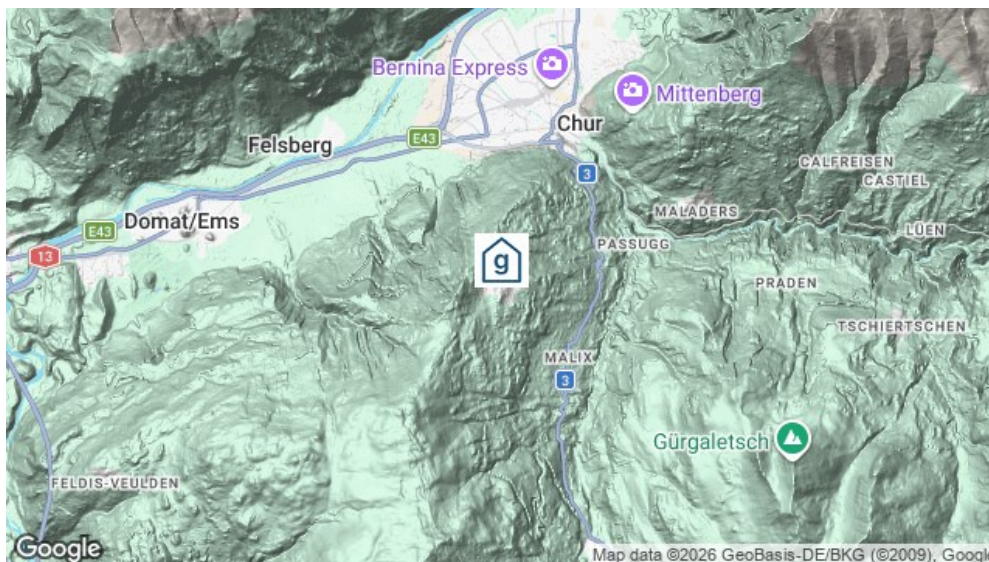 Bernina Express
Mittenberg
Chur
E43
Felsberg
3
CALFREISEN
CASTIEL
MALADERS
Domat/Ems
E43
LÜEN
PASSUGG
13
g
PRADEN
TSCHIERTSCHEN
MALIX
3
Gürgaletsch
FELDIS-VEULDEN
Google
Map data ©2026 GeoBasis-DE/BKG (©2009), Google